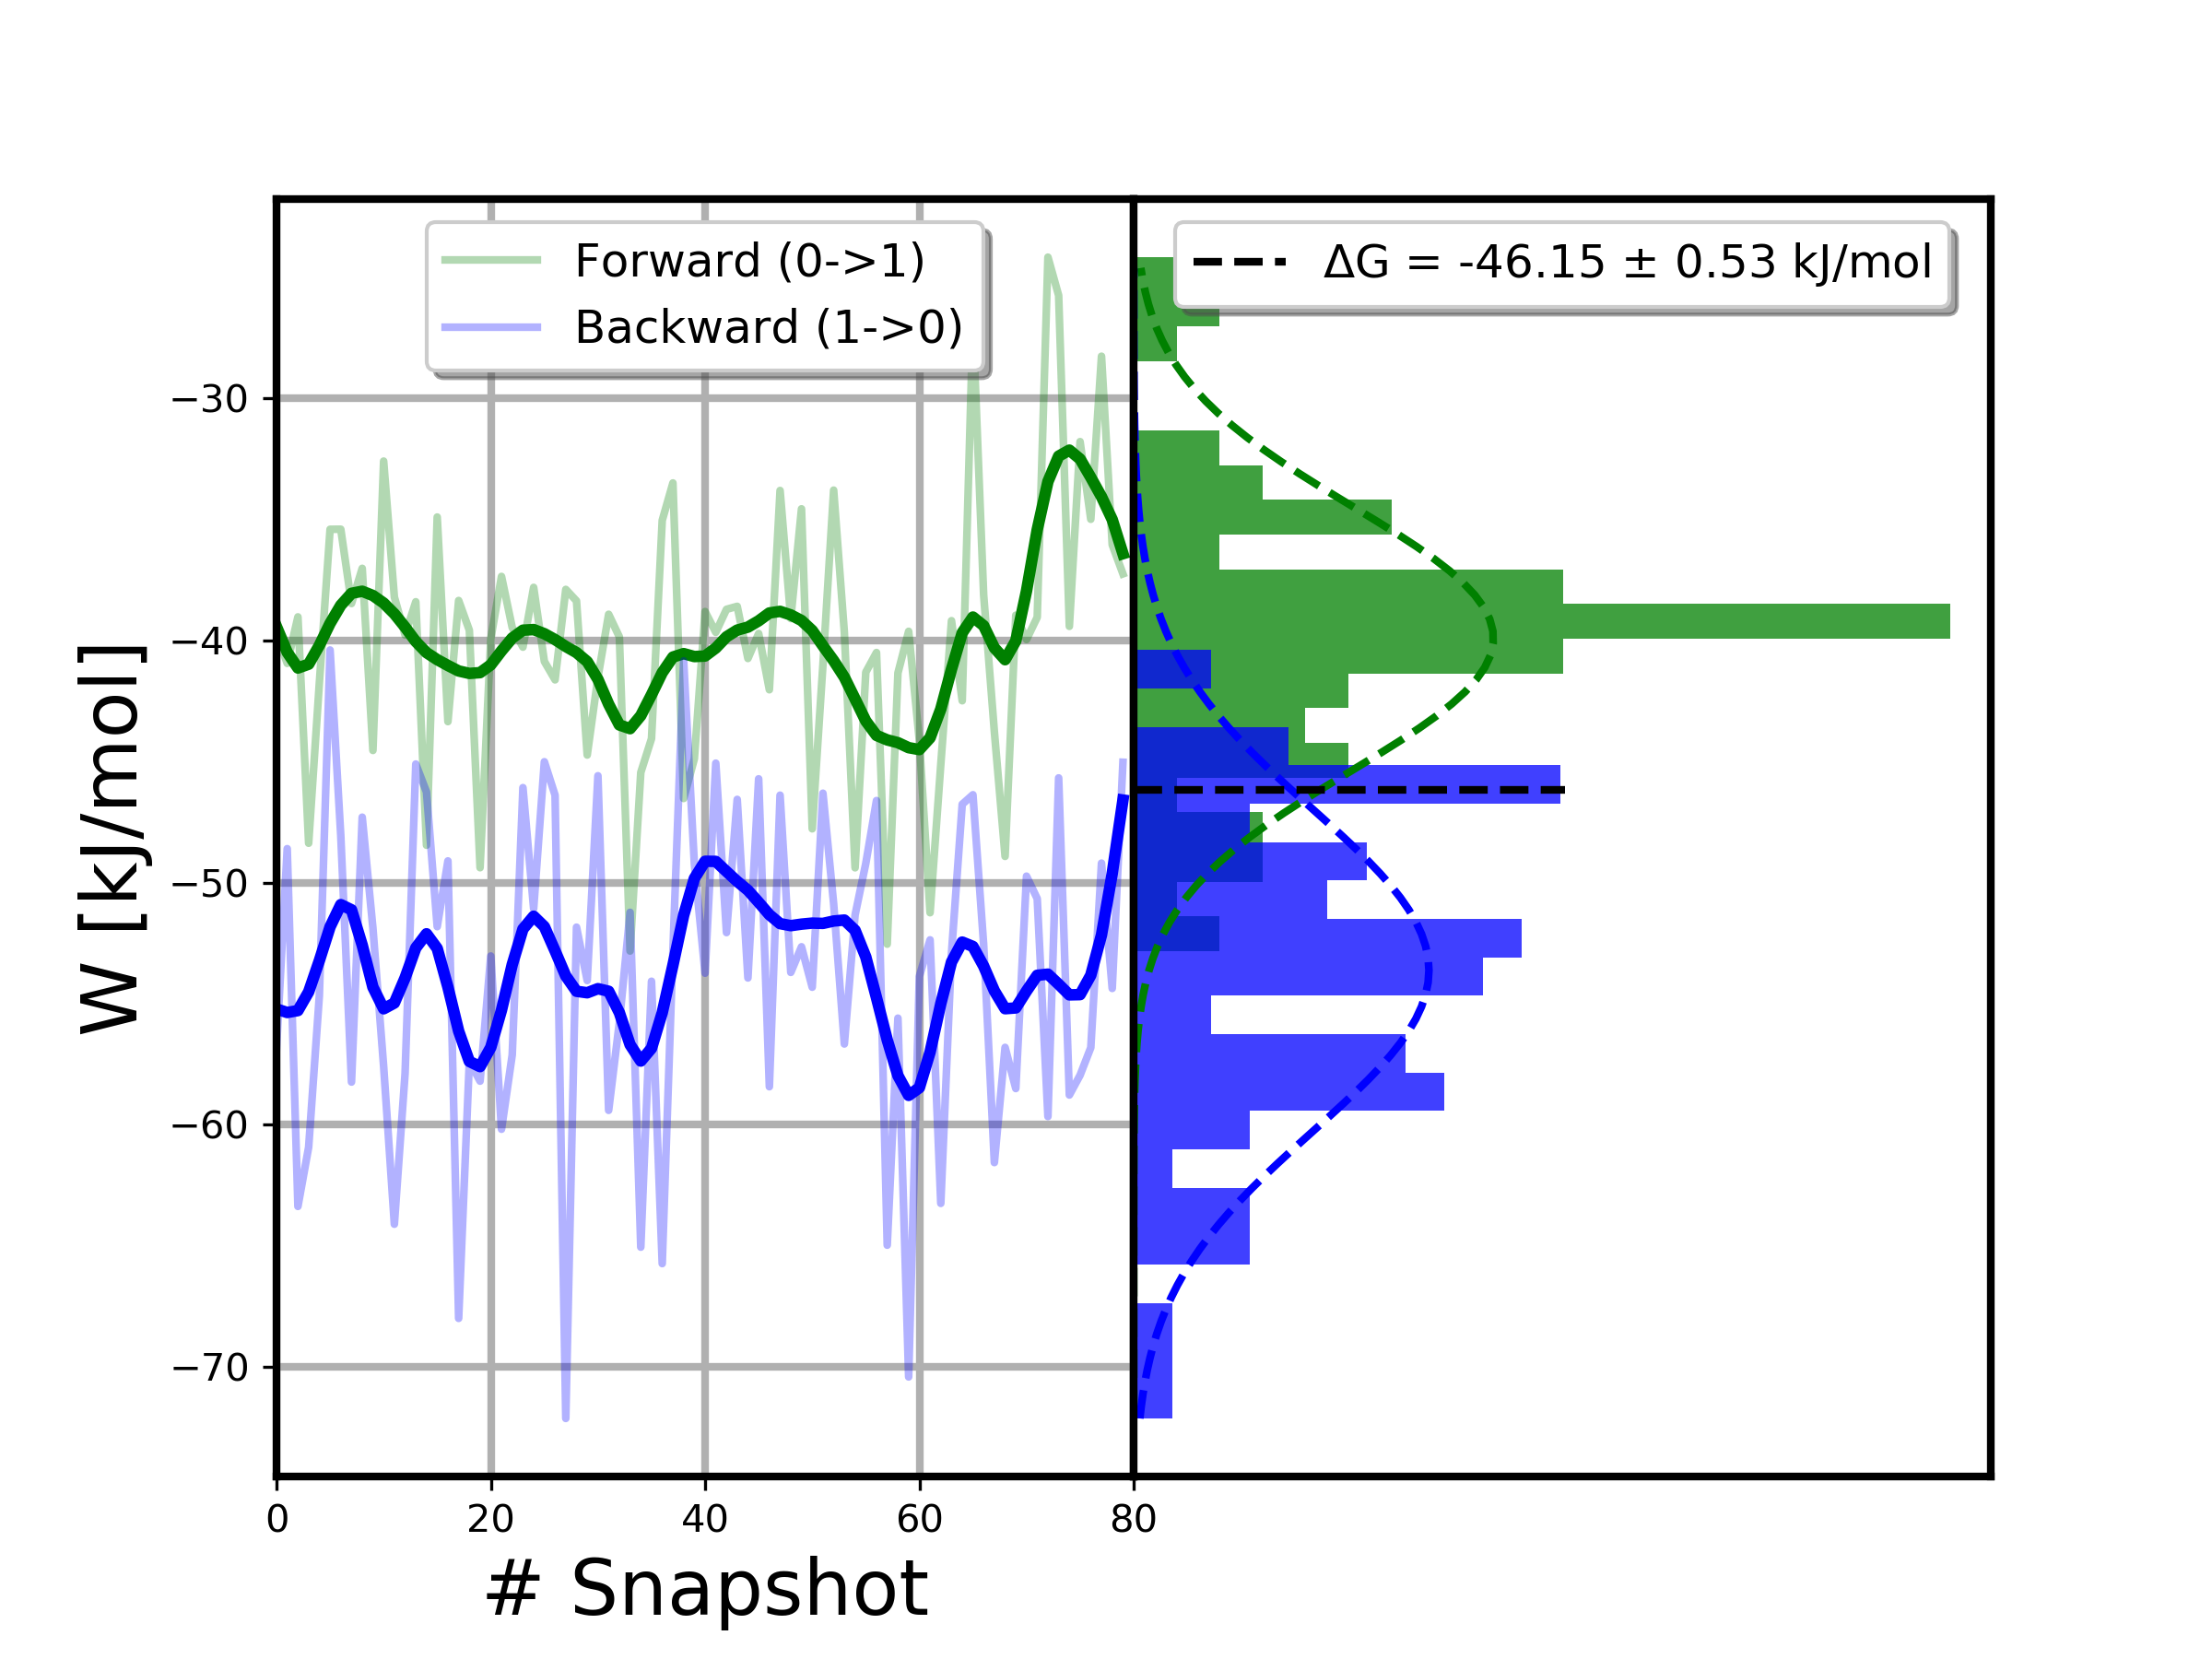 Forward (0->1)
Backward (1->0)
ΔG = -46.15 ± 0.53 kJ/mol
W [kJ/mol]
−30
−40
−50
−60
−70
0 20 40 60 80
# Snapshot